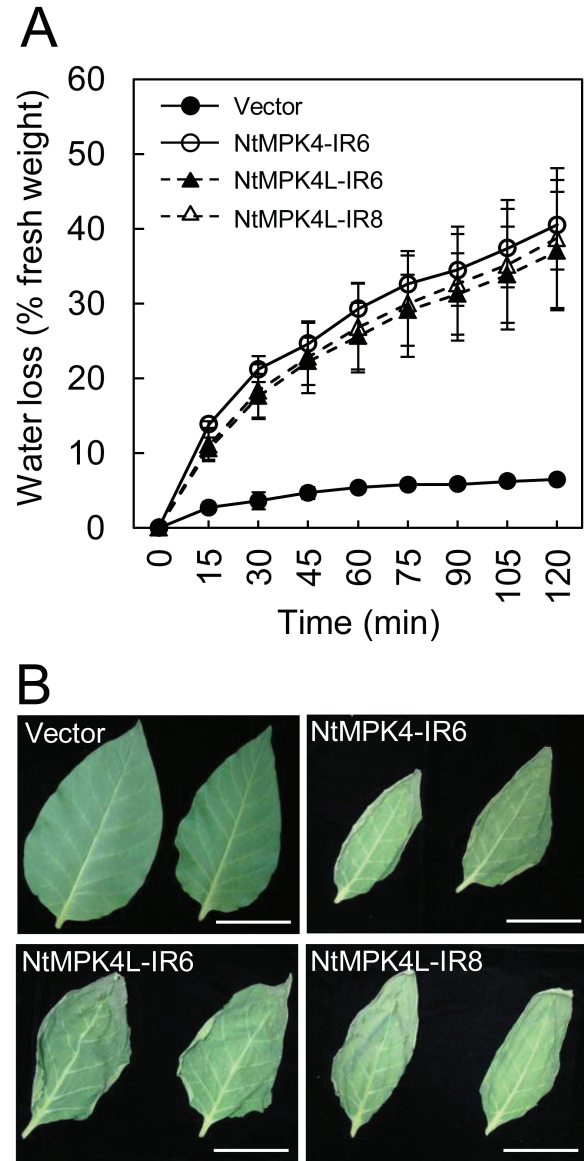 A
60
50
40
30
20
10
0
Water loss (% fresh weight)
Vector
NtMPK4-IR6
NtMPK4L-IR6
NtMPK4L-IR8
0 15 30 45 60 75 90 105 120
Time (min)
B
Vector
NtMPK4-IR6
NtMPK4L-IR6
NtMPK4L-IR8